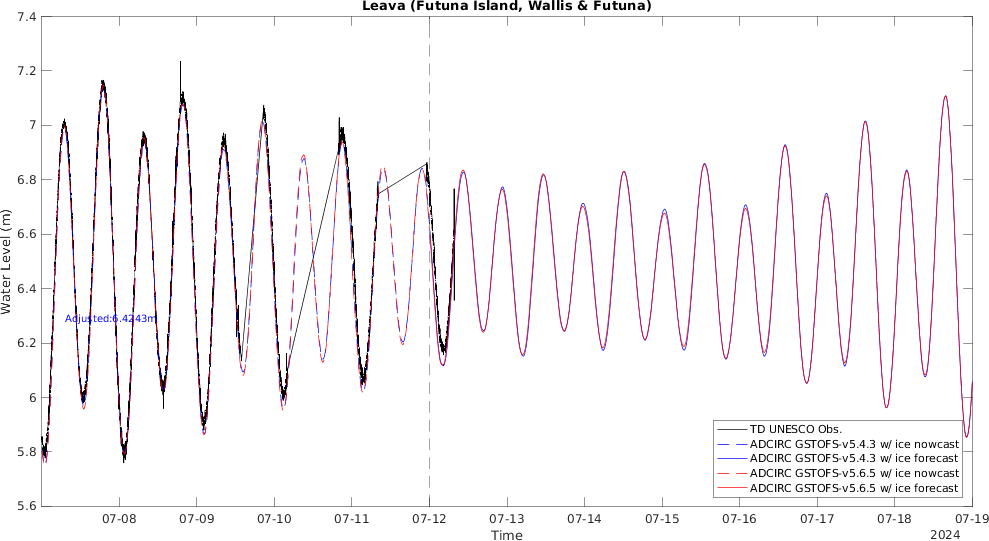 Leava (Futuna Island, Wallis & Futuna)
7.4
7.2
7
6.8
6.6
6.4
6.2
6
5.8
5.6
Water Level (m)
Adjusted:6.4243m
TD UNESCO Obs.
ADCIRC GSTOFS-v5.4.3 w/ ice nowcast
ADCIRC GSTOFS-v5.4.3 w/ ice forecast
ADCIRC GSTOFS-v5.6.5 w/ ice nowcast
ADCIRC GSTOFS-v5.6.5 w/ ice forecast
07-08 07-09 07-10 07-11 07-12 07-13 07-14 07-15 07-16 07-17 07-18 07-19
Time
2024